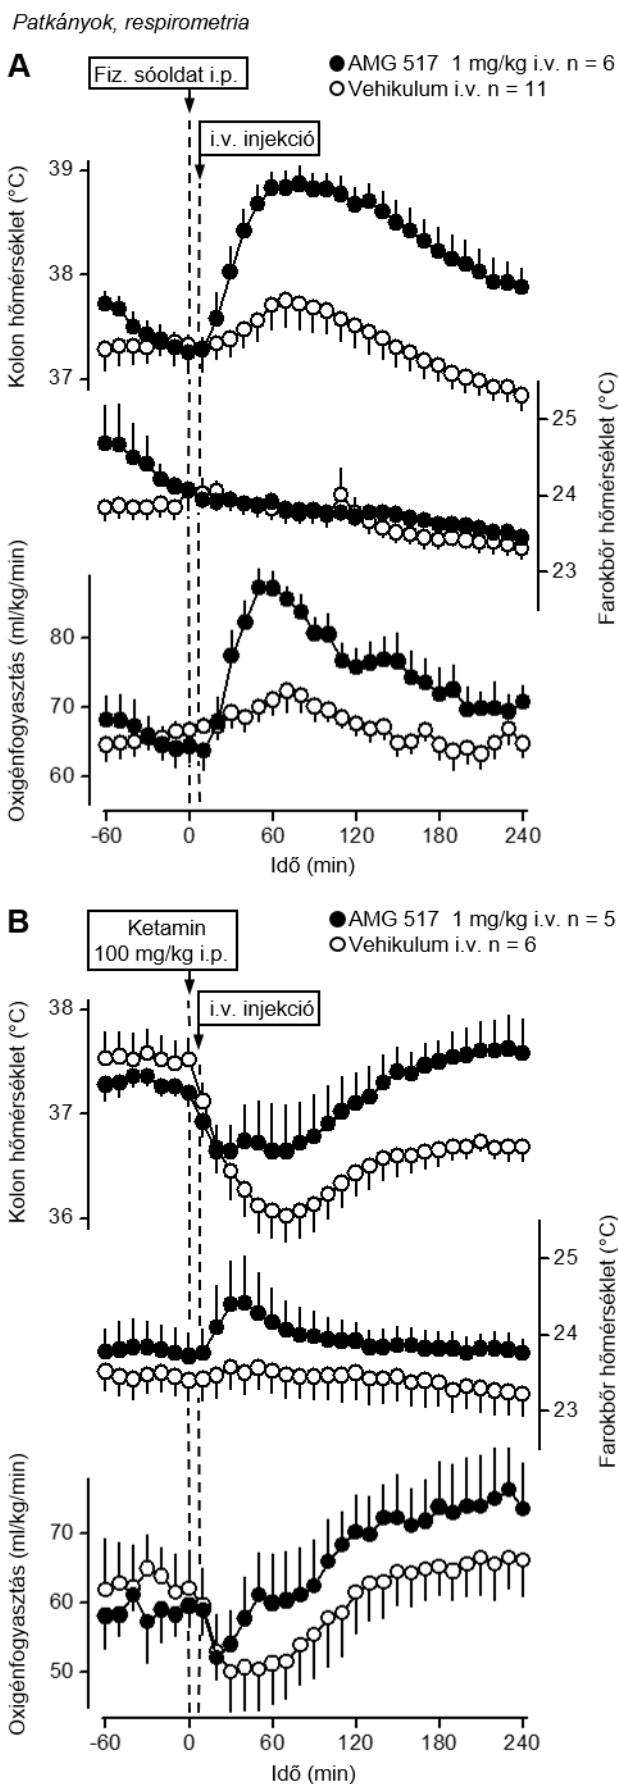 Patkányok, respirometria
A
AMG 517 1 mg/kg i.v. n = 6
Vehikulum i.v. n = 11
Fiz. sóoldat i.p.
i.v. injekció
Kolon hőmérséklet (°C)
39
38
37
Farokbőr hőmérséklet (°C)
25
24
23
Oxigénfogyasztás (ml/kg/min)
80
70
60
-60 0 60 120 180 240
Idő (min)
B
AMG 517 1 mg/kg i.v. n = 5
Vehikulum i.v. n = 6
Ketamin
100 mg/kg i.p.
i.v. injekció
Kolon hőmérséklet (°C)
38
37
36
Farokbőr hőmérséklet (°C)
25
24
23
Oxigénfogyasztás (ml/kg/min)
70
60
50
-60 0 60 120 180 240
Idő (min)